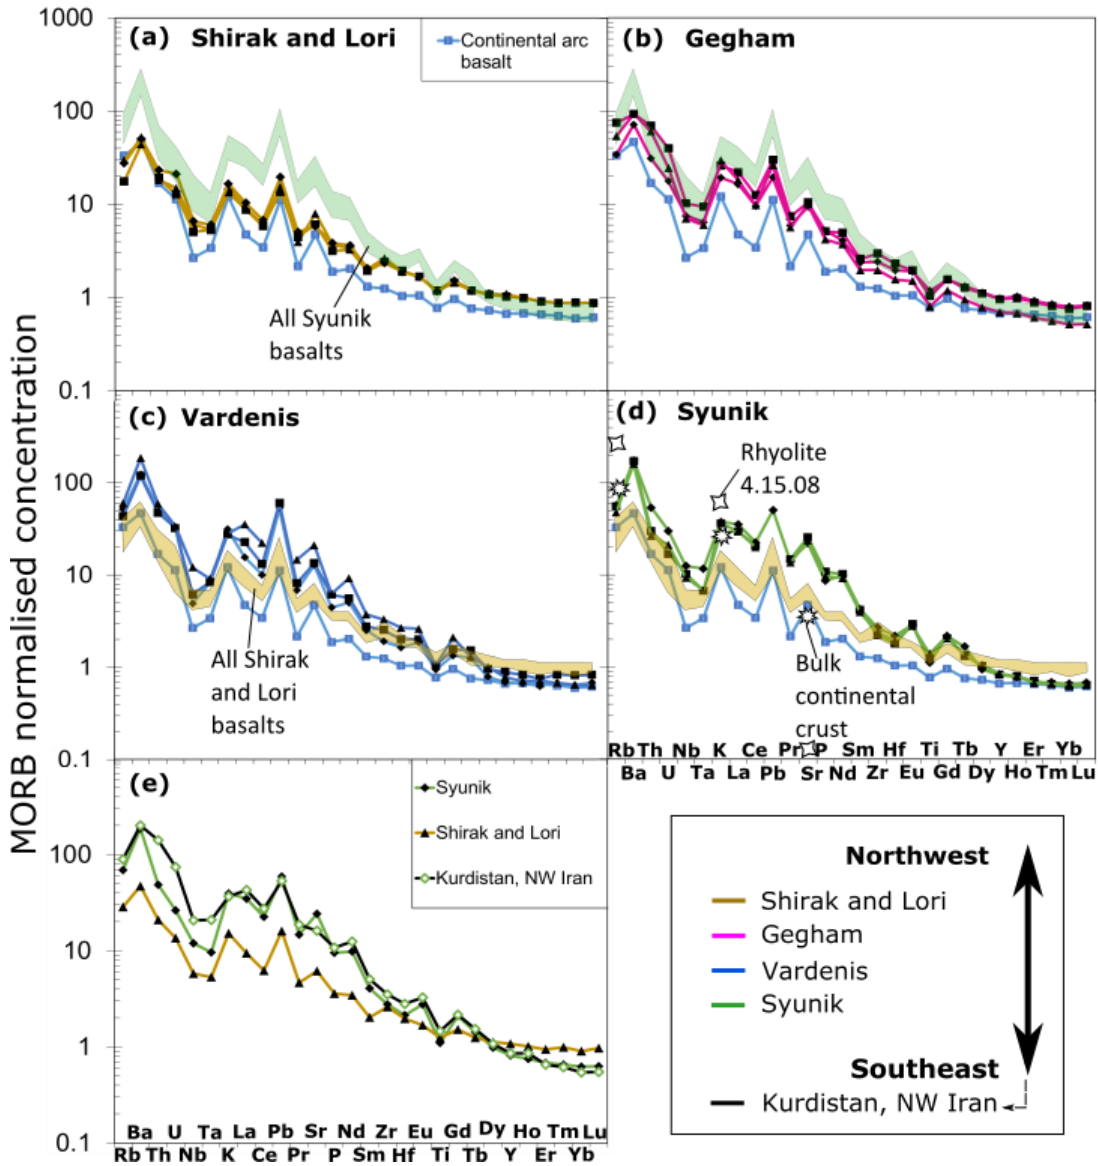 MORB normalised concentration
1000
100
10
1
0.1
(a) Shirak and Lori
Continental arc
basalt
All Syunik
basalts
(b) Gegham
100
10
1
0.1
(c) Vardenis
All Shirak
and Lori
basalts
(d) Syunik
Rhyolite
4.15.08
Bulk
continental
crust
Rb Th Nb K Ce Pr P Sm Hf Ti Tb Y Er Yb
Ba U Ta La Pb Sr Nd Zr Eu Gd Dy Ho Tm Lu
100
10
1
0.1
(e)
Syunik
Shirak and Lori
Kurdistan, NW Iran
Ba U Ta La Pb Sr Nd Zr Eu Gd Dy Ho Tm Lu
Rb Th Nb K Ce Pr P Sm Hf Ti Tb Y Er Yb
Northwest
Shirak and Lori
Gegham
Vardenis
Syunik
Southeast
Kurdistan, NW Iran